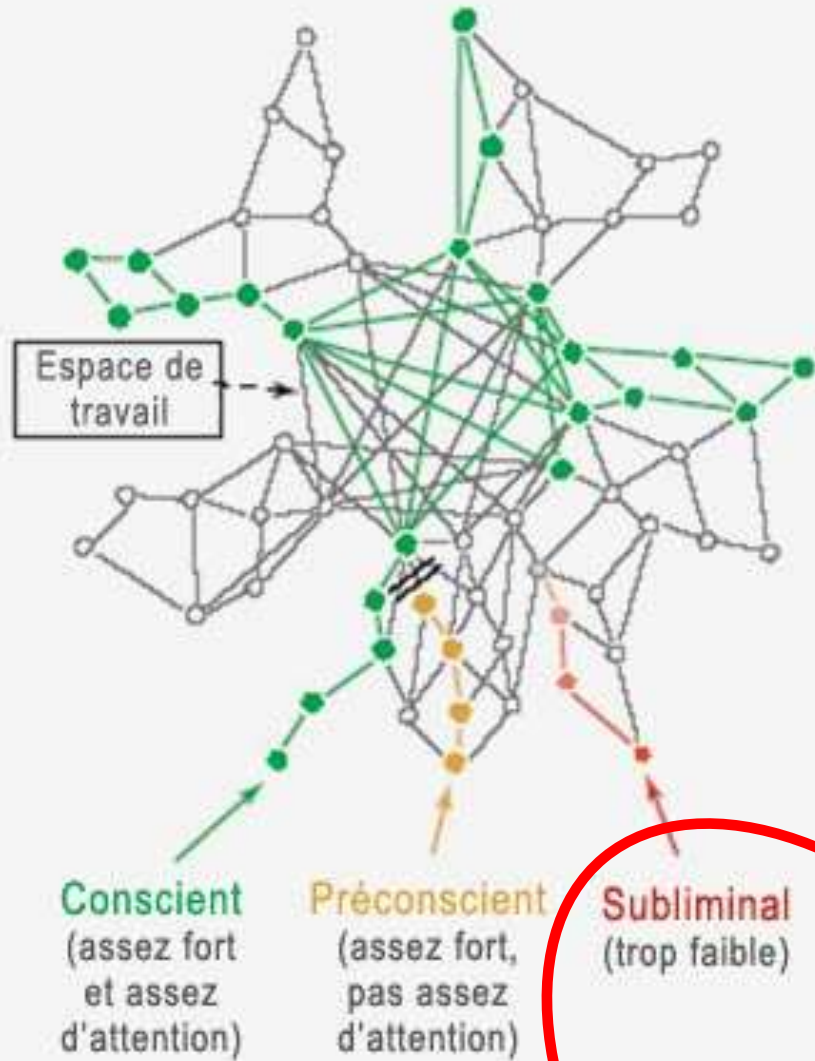 Espace de
travail
Conscient
(assez fort
et assez
d'attention)
Préconscient
(assez fort,
pas assez
d'attention)
Subliminal
(trop faible)